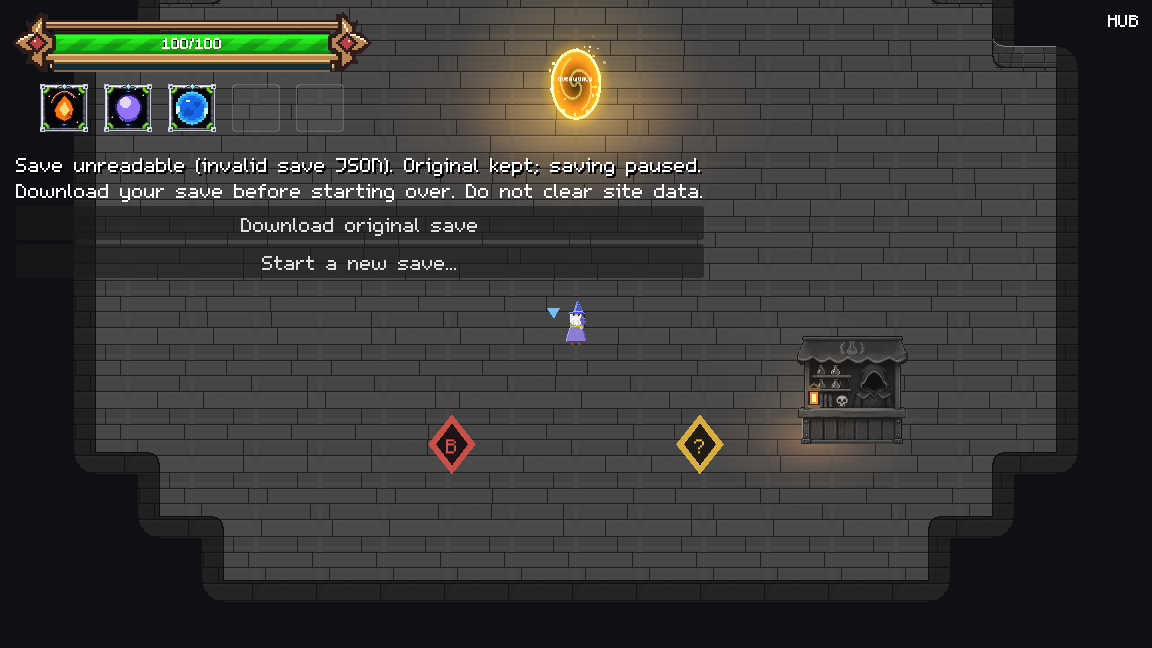 HUB
100/100
OVERWORLD
Save unreadable (invalid save JSON). Original kept; saving paused.
Download your save before starting over. Do not clear site data.
Download original save
Start a new save...
B
?